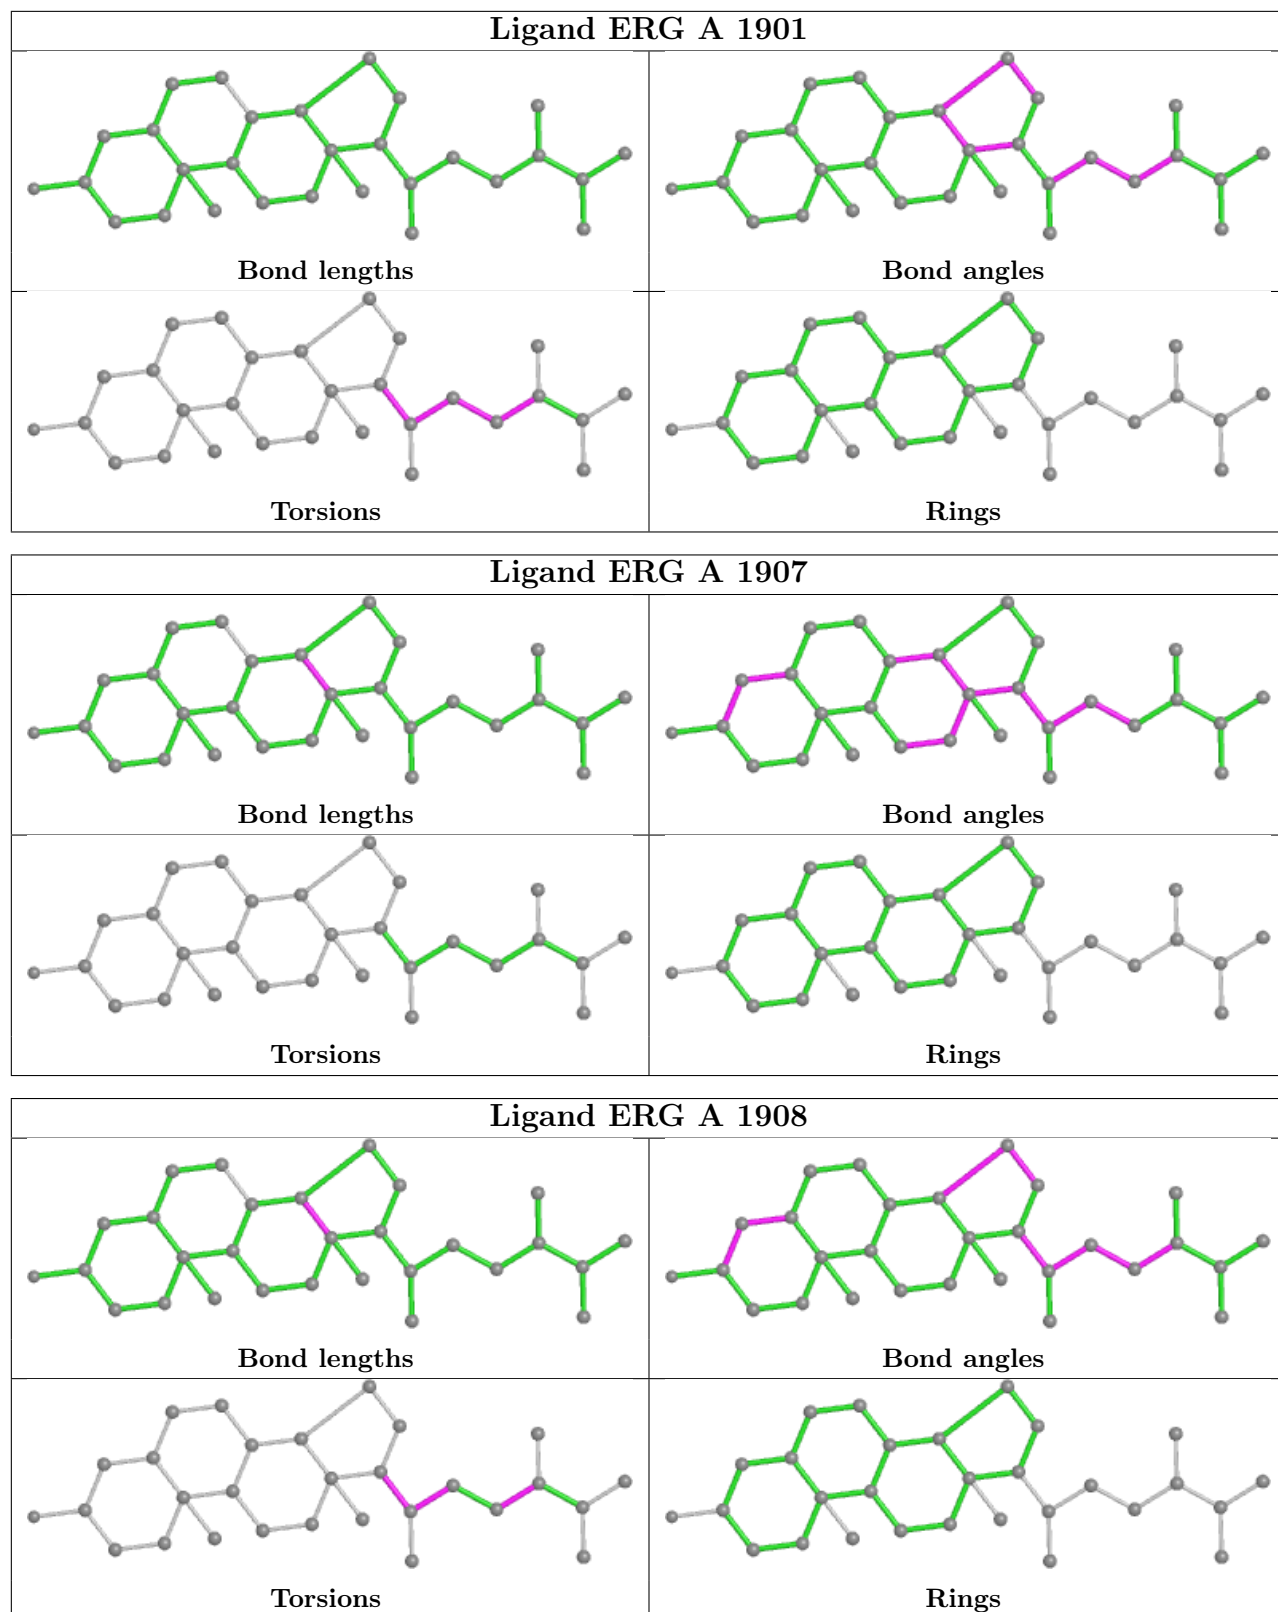 Ligand ERG A 1901
Bond lengths
Bond angles
Torsions
Rings
Ligand ERG A 1907
Bond lengths
Bond angles
Torsions
Rings
Ligand ERG A 1908
Bond lengths
Bond angles
Torsions
Rings